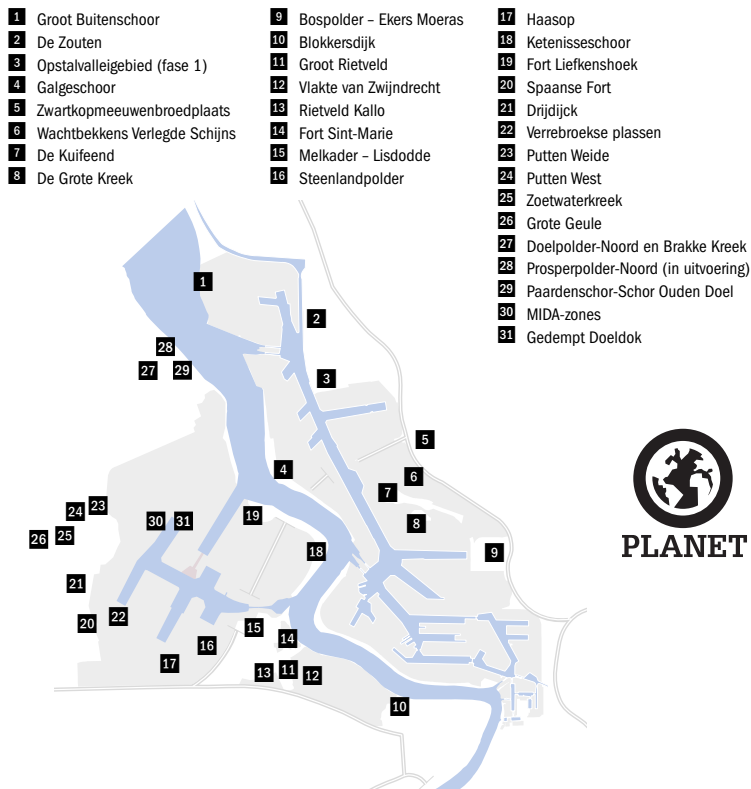 1 Groot Buitenschoor
2 De Zouten
3 Opstalvalleigebied (fase 1)
4 Galgeschoor
5 Zwartkopmeeuwenbroedplaats
6 Wachtbekkens Verlegde Schijns
7 De Kuifeend
8 De Grote Kreek
9 Bospolder – Ekers Moeras
10 Blokkersdijk
11 Groot Rietveld
12 Vlakte van Zwijndrecht
13 Rietveld Kallo
14 Fort Sint-Marie
15 Melkader – Lisdodde
16 Steenlandpolder
17 Haasop
18 Ketenisseschoor
19 Fort Liefkenshoek
20 Spaanse Fort
21 Drijdijck
22 Verrebroekse plassen
23 Putten Weide
24 Putten West
25 Zoetwaterkreek
26 Grote Geule
27 Doelpolder-Noord en Brakke Kreek
28 Prosperpolder-Noord (in uitvoering)
29 Paardenschor-Schor Ouden Doel
30 MIDA-zones
31 Gedempt Doeldok
1
2
28
27 29
3
5
4
6
7
23
24
19
30 31
8
25
26
18
9
21
22
20
15
14
16
17
11
13
12
10
PLANET